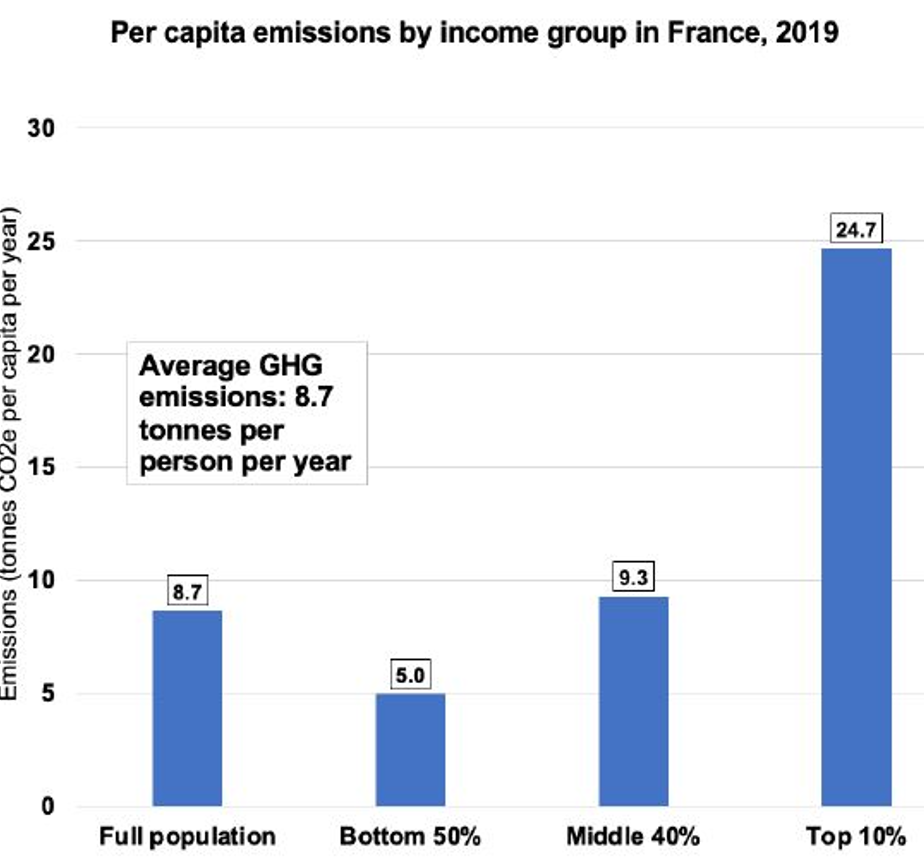 Per capita emissions by income group in France, 2019
Emissions (tonnes CO2e per capita per year)
30
25
20
15
10
5
0
Average GHG
emissions: 8.7
tonnes per
person per year
8.7
5.0
9.3
24.7
Full population
Bottom 50%
Middle 40%
Top 10%